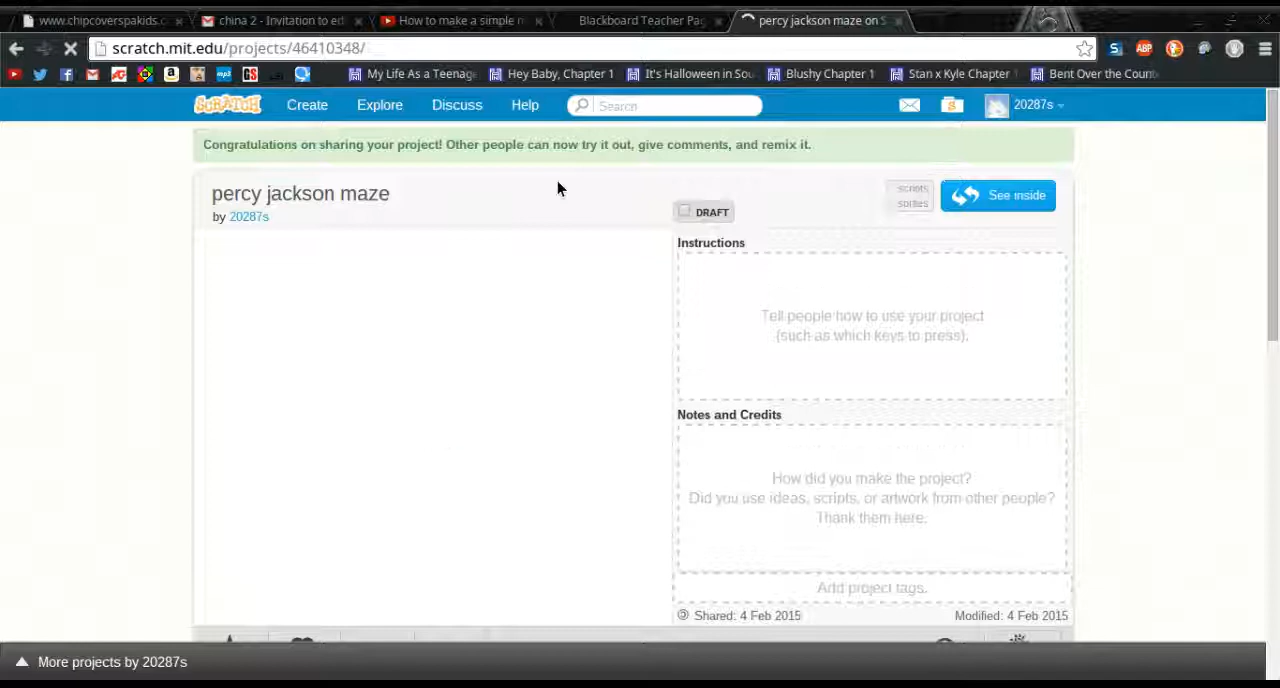 www.chipcoverspakids.c
china 2 - Invitation to ed
How to make a simple m
Blackboard Teacher Pag
percy jackson maze on S
scratch.mit.edu/projects/46410348/
S ABP
My Life As a Teenag
Hey Baby, Chapter 1
It's Halloween in Sou
Blushy Chapter 1
Stan x Kyle Chapter 1
Bent Over the Count
SCRATCH
Create
Explore
Discuss
Help
Search
20287s
Congratulations on sharing your project! Other people can now try it out, give comments, and remix it.
percy jackson maze
by 20287s
DRAFT
scripts
sprites
See inside
Instructions
Tell people how to use your project
(such as which keys to press).
Notes and Credits
How did you make the project?
Did you use ideas, scripts, or artwork from other people?
Thank them here.
Add project tags.
Shared: 4 Feb 2015
Modified: 4 Feb 2015
More projects by 20287s